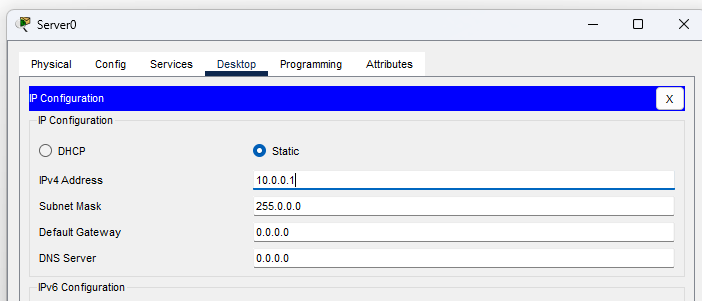 Server0
Physical Config Services Desktop Programming Attributes
IP Configuration X
IP Configuration
DHCP Static
IPv4 Address 10.0.0.1
Subnet Mask 255.0.0.0
Default Gateway 0.0.0.0
DNS Server 0.0.0.0
IPv6 Configuration